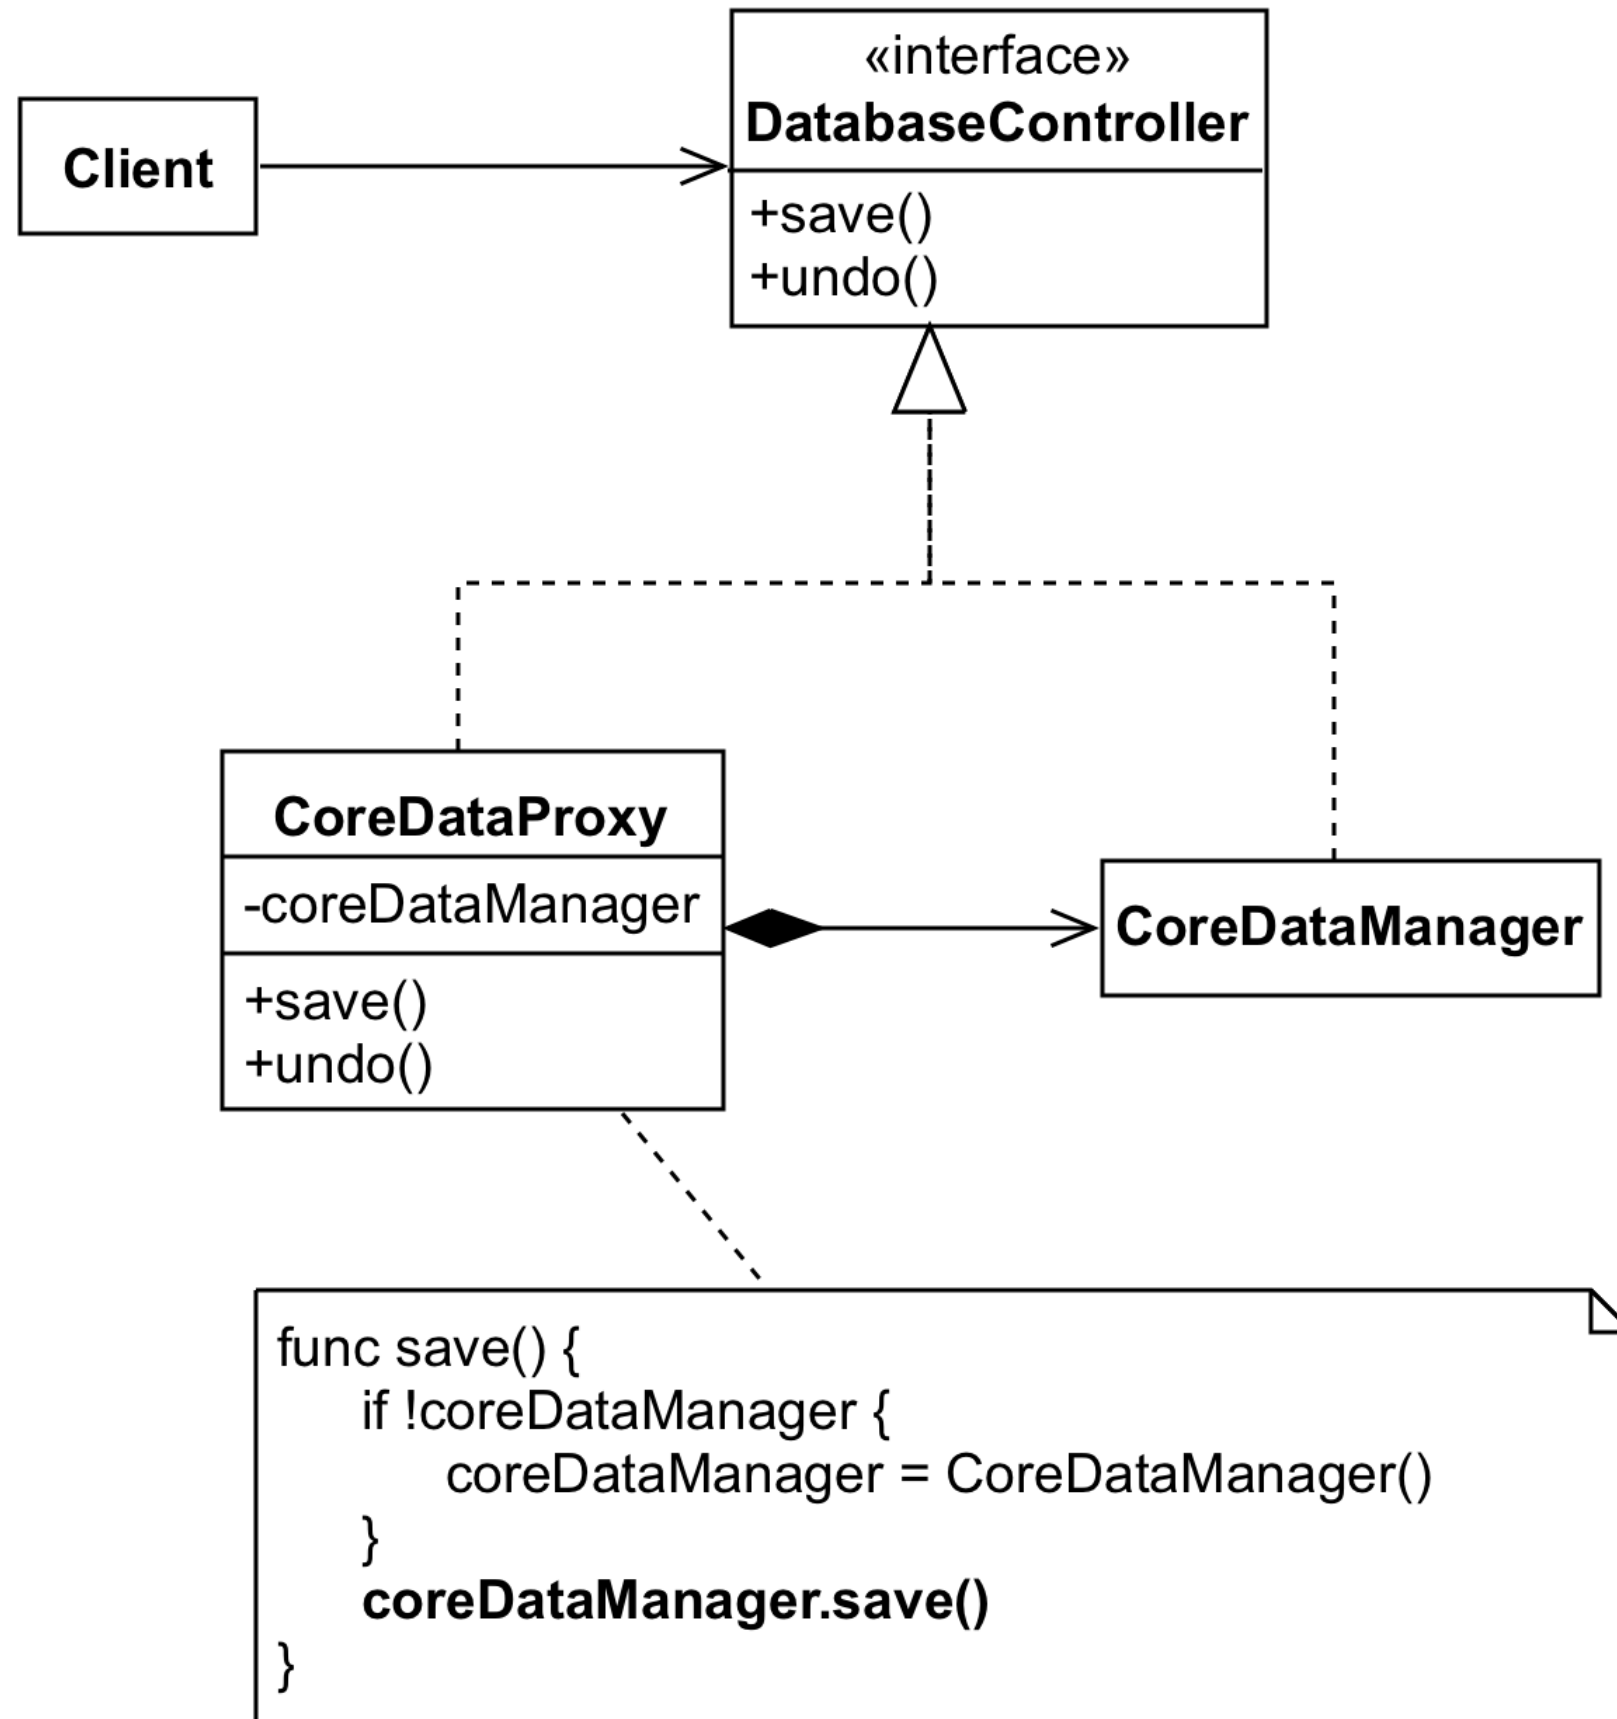 «interface»
DatabaseController
Client
+save()
+undo()
CoreDataProxy
-coreDataManager
+save()
+undo()
CoreDataManager
func save() {
if !coreDataManager {
coreDataManager = CoreDataManager()
}
coreDataManager.save()
}